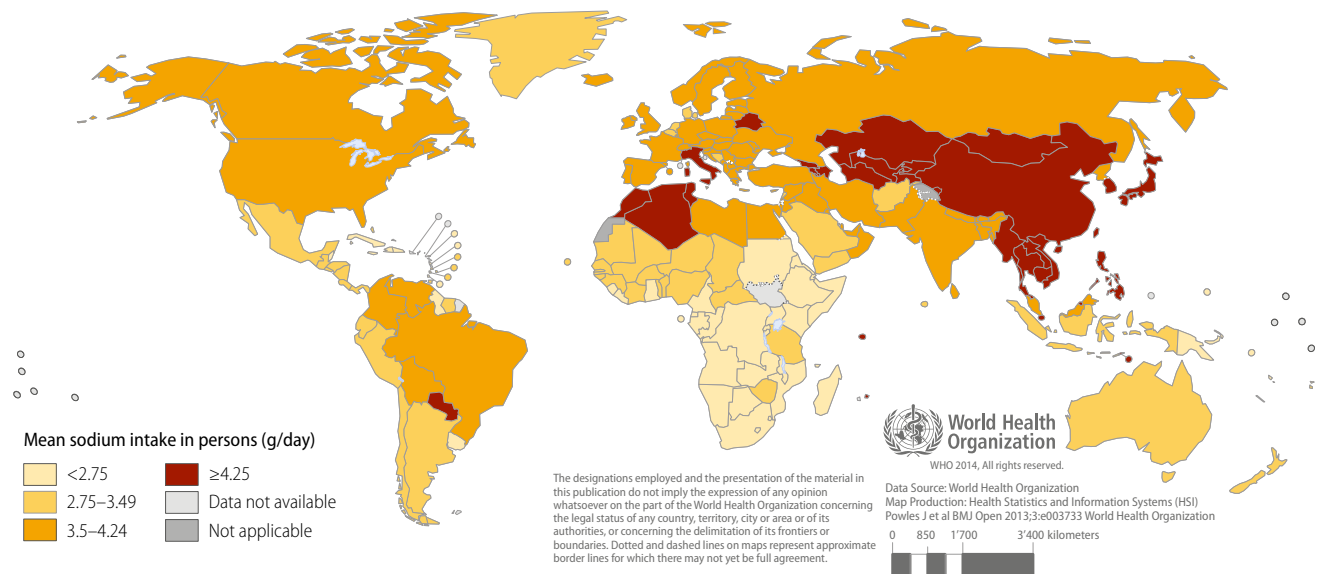 Mean sodium intake in persons (g/day)
<2.75
2.75–3.49
3.5–4.24
≥4.25
Data not available
Not applicable
The designations employed and the presentation of the material in
this publication do not imply the expression of any opinion
whatsoever on the part of the World Health Organization concerning
the legal status of any country, territory, city or area or of its
authorities, or concerning the delimitation of its frontiers or
boundaries. Dotted and dashed lines on maps represent approximate
border lines for which there may not yet be full agreement.
World Health
Organization
WHO 2014, All rights reserved.
Data Source: World Health Organization
Map Production: Health Statistics and Information Systems (HSI)
Powles J et al BMJ Open 2013;3:e003733 World Health Organization
0 850 1'700 3'400 kilometers